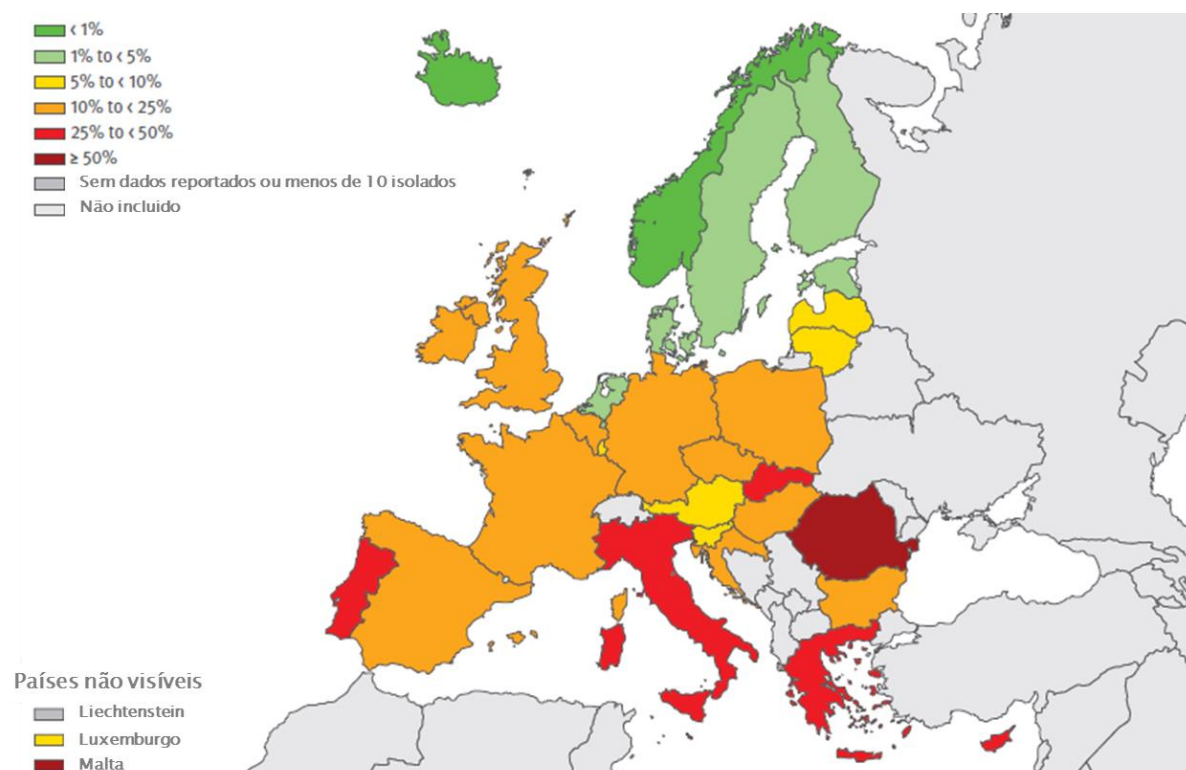 < 1%
1% to < 5%
5% to < 10%
10% to < 25%
25% to < 50%
≥ 50%
Sem dados reportados ou menos de 10 isolados
Não incluido
Países não visíveis
Liechtenstein
Luxemburgo
Malta